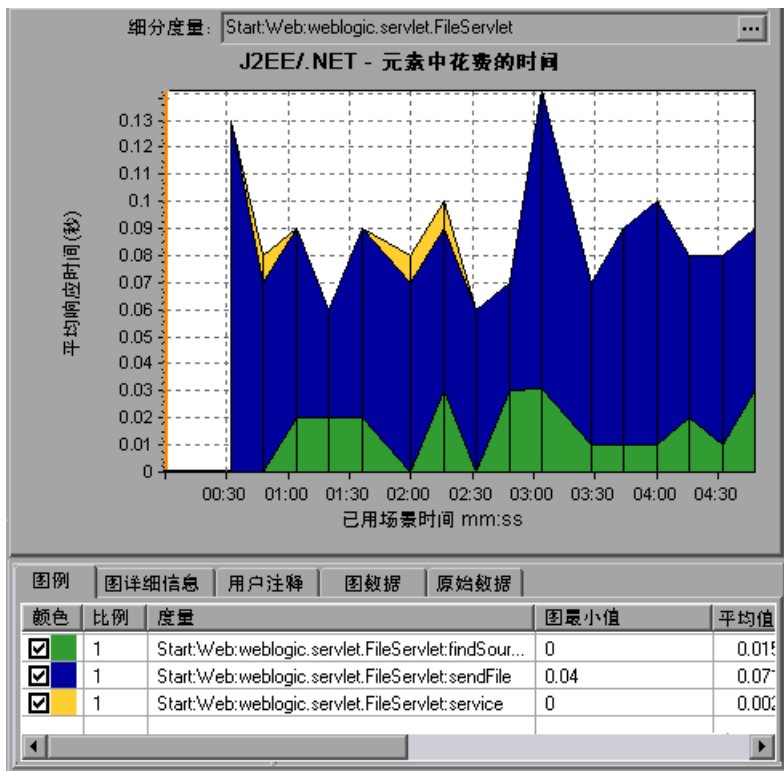 细分度量: Start:Web:weblogic.servlet.FileServlet ...
J2EE/.NET - 元素中花费的时间
平均响应时间(秒)
0.13
0.12
0.11
0.1
0.09
0.08
0.07
0.06
0.05
0.04
0.03
0.02
0.01
0
00:30 01:00 01:30 02:00 02:30 03:00 03:30 04:00 04:30
已用场景时间 mm:ss
图例 图详细信息 用户注释 图数据 原始数据
颜色 比例 度量 图最小值 平均值
1 Start:Web:weblogic.servlet.FileServlet:findSour... 0 0.015
1 Start:Web:weblogic.servlet.FileServlet:sendFile 0.04 0.07
1 Start:Web:weblogic.servlet.FileServlet:service 0 0.002